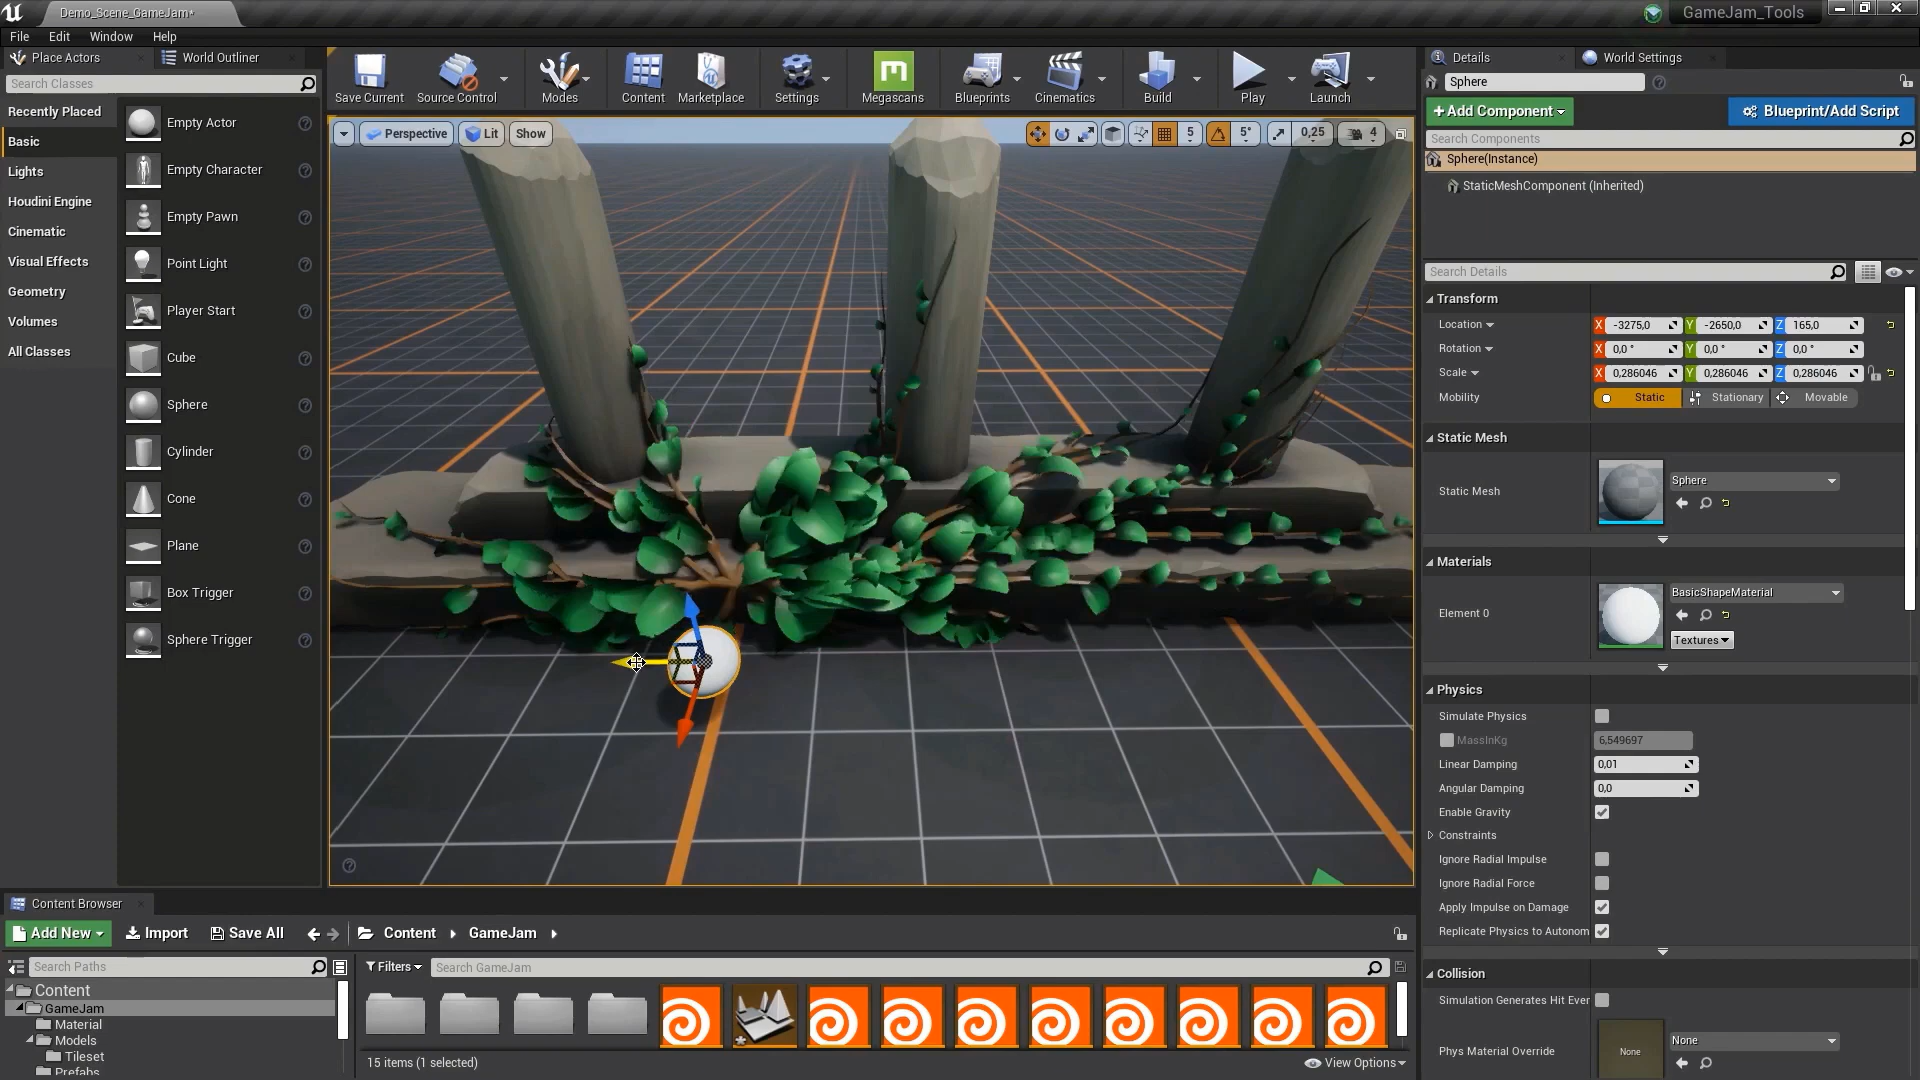 Demo_Scene_GameJam*
GameJam_Tools
File Edit Window Help
Place Actors
World Outliner
Search Classes
Recently Placed
Basic
Lights
Houdini Engine
Cinematic
Visual Effects
Geometry
Volumes
All Classes
Empty Actor
Empty Character
Empty Pawn
Point Light
Player Start
Cube
Sphere
Cylinder
Cone
Plane
Box Trigger
Sphere Trigger
Save Current
Source Control
Modes
Content
Marketplace
Settings
Megascans
Blueprints
Cinematics
Build
Play
Launch
Perspective
Lit
Show
5
5°
0,25
4
Details
World Settings
Sphere
+Add Component
Blueprint/Add Script
Search Components
Sphere(Instance)
StaticMeshComponent (Inherited)
Search Details
Transform
Location X -3275,0 Y -2650,0 Z 165,0
Rotation X 0,0 ° Y 0,0 ° Z 0,0 °
Scale X 0,286046 Y 0,286046 Z 0,286046
Mobility Static Stationary Movable
Static Mesh
Static Mesh
Sphere
Materials
Element 0
BasicShapeMaterial
Textures
Physics
Simulate Physics
MassInKg 6,549697
Linear Damping 0,01
Angular Damping 0,0
Enable Gravity
Constraints
Ignore Radial Impulse
Ignore Radial Force
Apply Impulse on Damage
Replicate Physics to Autonom
Collision
Simulation Generates Hit Ever
Phys Material Override
None
None
Content Browser
Add New
Import
Save All
Content
GameJam
Search Paths
Filters
Search GameJam
Content
GameJam
Material
Models
Tileset
Prefabs
15 items (1 selected)
View Options